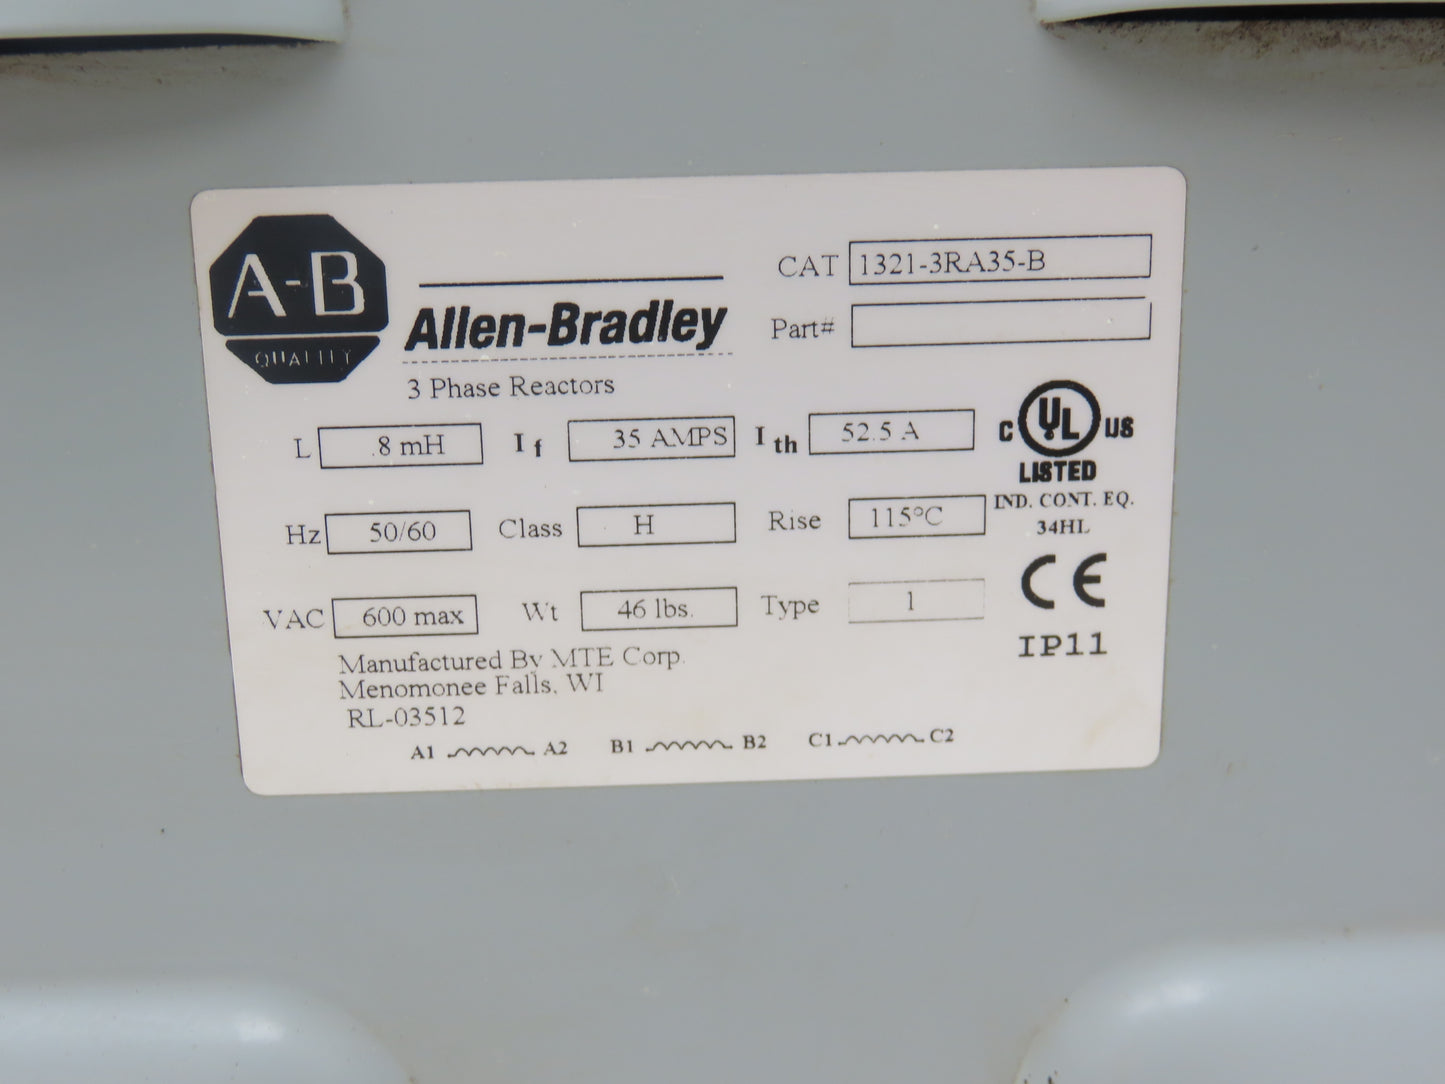 A-B
QUALITY
Allen-Bradley
3 Phase Reactors
CAT 1321-3RA35-B
Part#
L .8 mH If 35 AMPS Ith 52.5 A
Hz 50/60 Class H Rise 115°C
VAC 600 max Wt 46 lbs. Type 1
C UL US
LISTED
IND. CONT. EQ.
34HL
CE
IP11
Manufactured By MTE Corp.
Menomonee Falls, WI
RL-03512
A1 A2 B1 B2 C1 C2